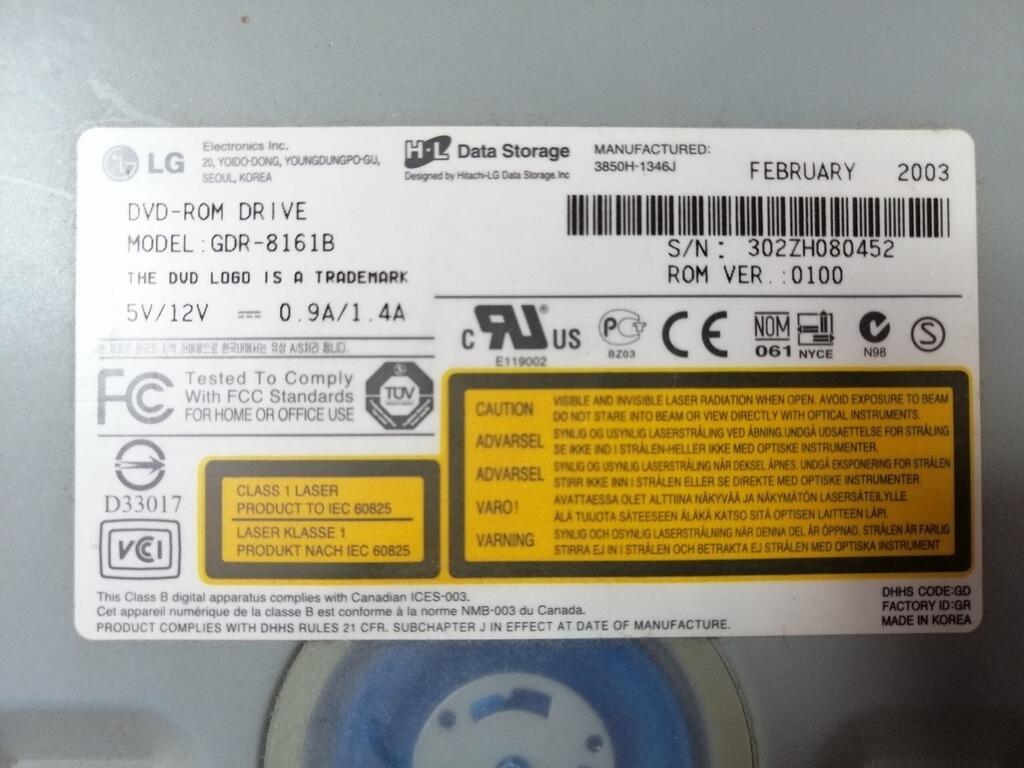 LG Electronics Inc.
20, YOIDO-DONG, YOUNGDUNGPO-GU,
SEOUL, KOREA
H·L Data Storage
Designed by Hitachi-LG Data Storage. Inc
MANUFACTURED:
3850H-1346J
FEBRUARY 2003
DVD-ROM DRIVE
MODEL:GDR-8161B
THE DVD LOGO IS A TRADEMARK
5V/12V 0.9A/1.4A
S/N: 302ZH080452
ROM VER.:0100
C RU® US
E119002
PCT
BZ03
CE
NOM
061
NYCE
N98
S
FC Tested To Comply
With FCC Standards
FOR HOME OR OFFICE USE
TÜV
D33017
VCI
CLASS 1 LASER
PRODUCT TO IEC 60825
LASER KLASSE 1
PRODUKT NACH IEC 60825
CAUTION VISIBLE AND INVISIBLE LASER RADIATION WHEN OPEN. AVOID EXPOSURE TO BEAM
DO NOT STARE INTO BEAM OR VIEW DIRECTLY WITH OPTICAL INSTRUMENTS.
ADVARSEL SYNLIG OG USYNLIG LASERSTRÅLING VED ÅBNING.UNDGÅ UDSAETTELSE FOR STRÅLING
SE IKKE IND I STRÅLEN-HELLER IKKE MED OPTISKE INSTRUMENTER.
ADVARSEL SYNLIG OG USYNLIG LASERSTRÅLING NÅR DEKSEL ÅPNES. UNDGÅ EKSPONERING FOR STRÅLEN
STIRR IKKE INN I STRÅLEN ELLER SE DIREKTE MED OPTISKE INSTRUMENTER
VARO! AVATTAESSA OLET ALTTIINA NÄKYVÄÄ JA NÄKYMÄTÖN LASERSÄTEILYLLE.
ÄLÄ TUIJOTA SÄTEESEEN ÄLÄKÄ KATSO SITÄ OPTISEN LAITTEEN LÄPI.
VARNING SYNLIG OCH OSYNLIG LASERSTRÅLNING NÄR DENNA DEL ÄR ÖPPNAD. STRÅLEN ÄR FARLIG
STIRRA EJ IN I STRÅLEN OCH BETRAKTA EJ STRÅLEN MED OPTISKA INSTRUMENT
This Class B digital apparatus complies with Canadian ICES-003.
Cet appareil numérique de la classe B est conforme à la norme NMB-003 du Canada.
PRODUCT COMPLIES WITH DHHS RULES 21 CFR. SUBCHAPTER J IN EFFECT AT DATE OF MANUFACTURE.
DHHS CODE:GD
FACTORY ID:GR
MADE IN KOREA